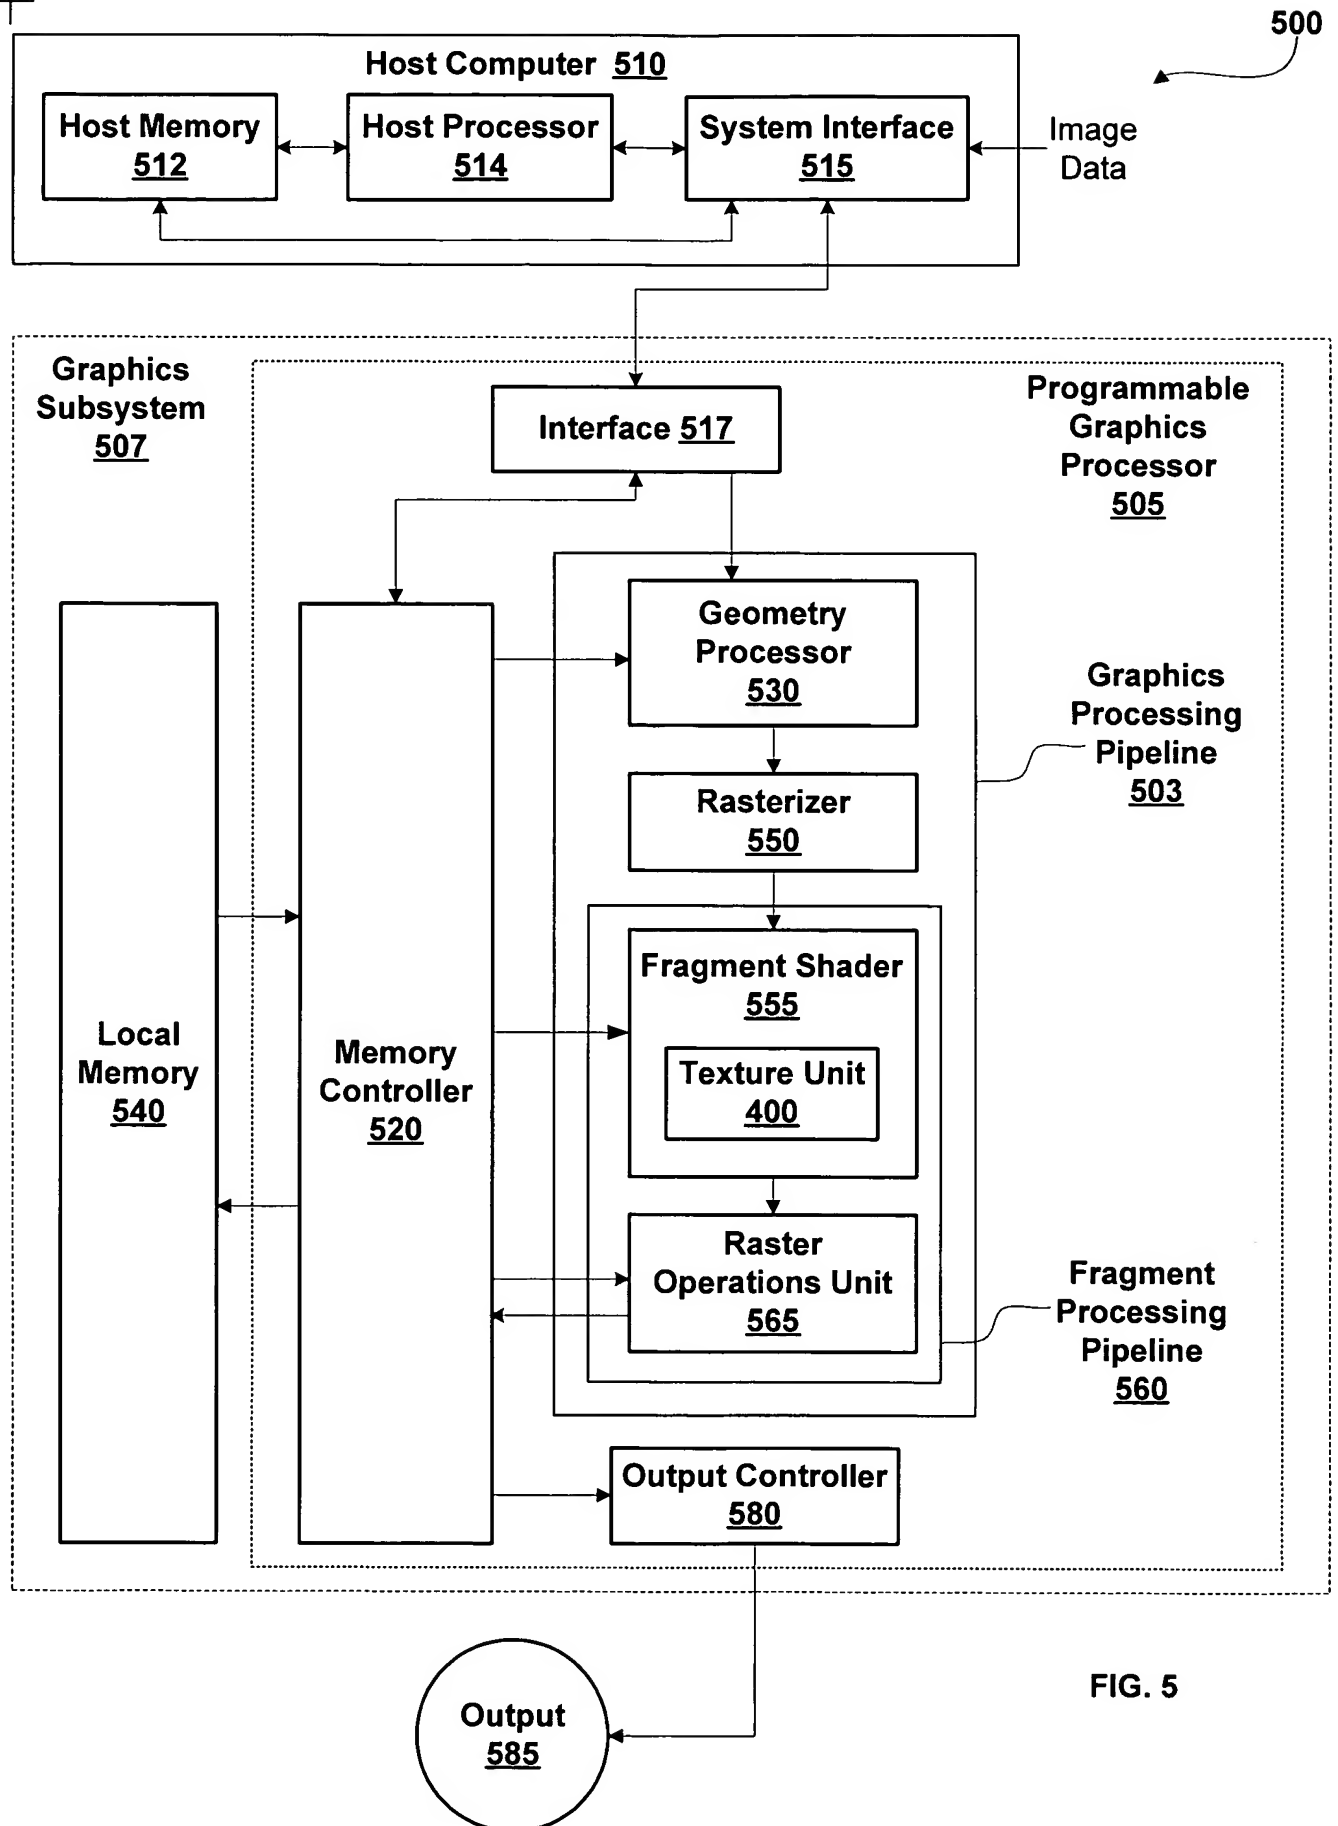 500
Host Computer 510
Host Memory
512
Host Processor
514
System Interface
515
Image
Data
Graphics
Subsystem
507
Interface 517
Programmable
Graphics
Processor
505
Geometry
Processor
530
Graphics
Processing
Pipeline
503
Rasterizer
550
Fragment Shader
555
Texture Unit
400
Local
Memory
540
Memory
Controller
520
Raster
Operations Unit
565
Fragment
Processing
Pipeline
560
Output Controller
580
Output
585
FIG. 5